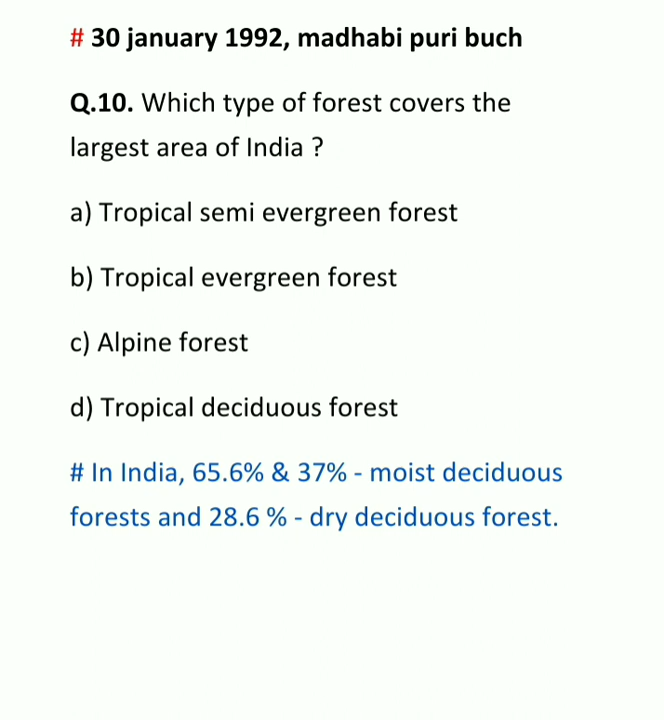 # 30 january 1992, madhabi puri buch
Q.10. Which type of forest covers the
largest area of India ?
a) Tropical semi evergreen forest
b) Tropical evergreen forest
c) Alpine forest
d) Tropical deciduous forest
# In India, 65.6% & 37% - moist deciduous
forests and 28.6 % - dry deciduous forest.